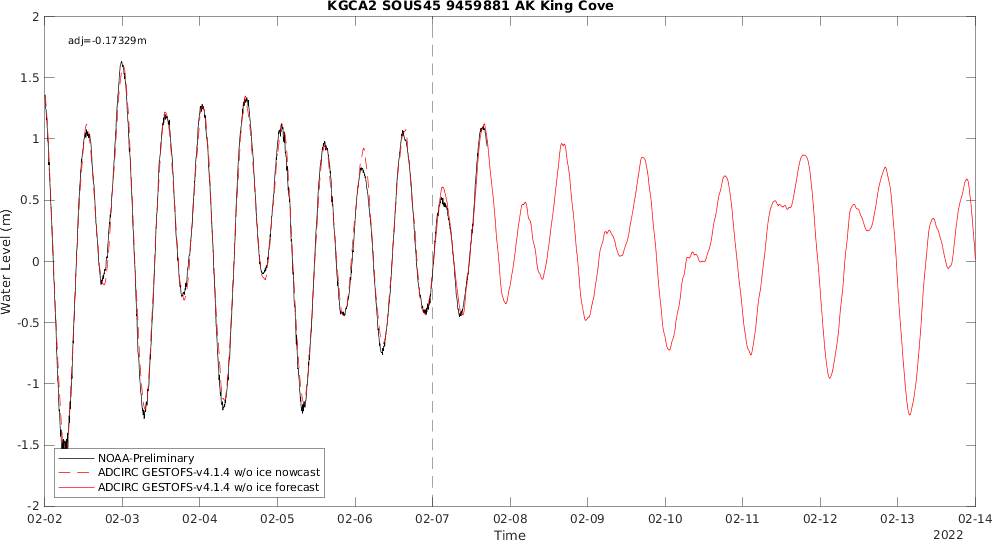 KGCA2 SOUS45 9459881 AK King Cove
adj=-0.17329m
Water Level (m)
2
1.5
1
0.5
0
-0.5
-1
-1.5
-2
NOAA-Preliminary
ADCIRC GESTOFS-v4.1.4 w/o ice nowcast
ADCIRC GESTOFS-v4.1.4 w/o ice forecast
02-02 02-03 02-04 02-05 02-06 02-07 02-08 02-09 02-10 02-11 02-12 02-13 02-14
Time
2022